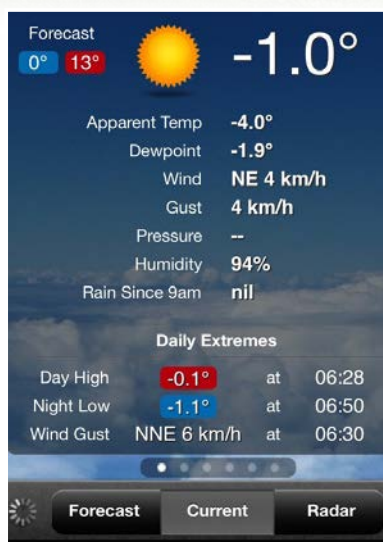 Forecast
0° 13°
-1.0°
Apparent Temp -4.0°
Dewpoint -1.9°
Wind NE 4 km/h
Gust 4 km/h
Pressure --
Humidity 94%
Rain Since 9am nil
Daily Extremes
Day High -0.1° at 06:28
Night Low -1.1° at 06:50
Wind Gust NNE 6 km/h at 06:30
Forecast Current Radar